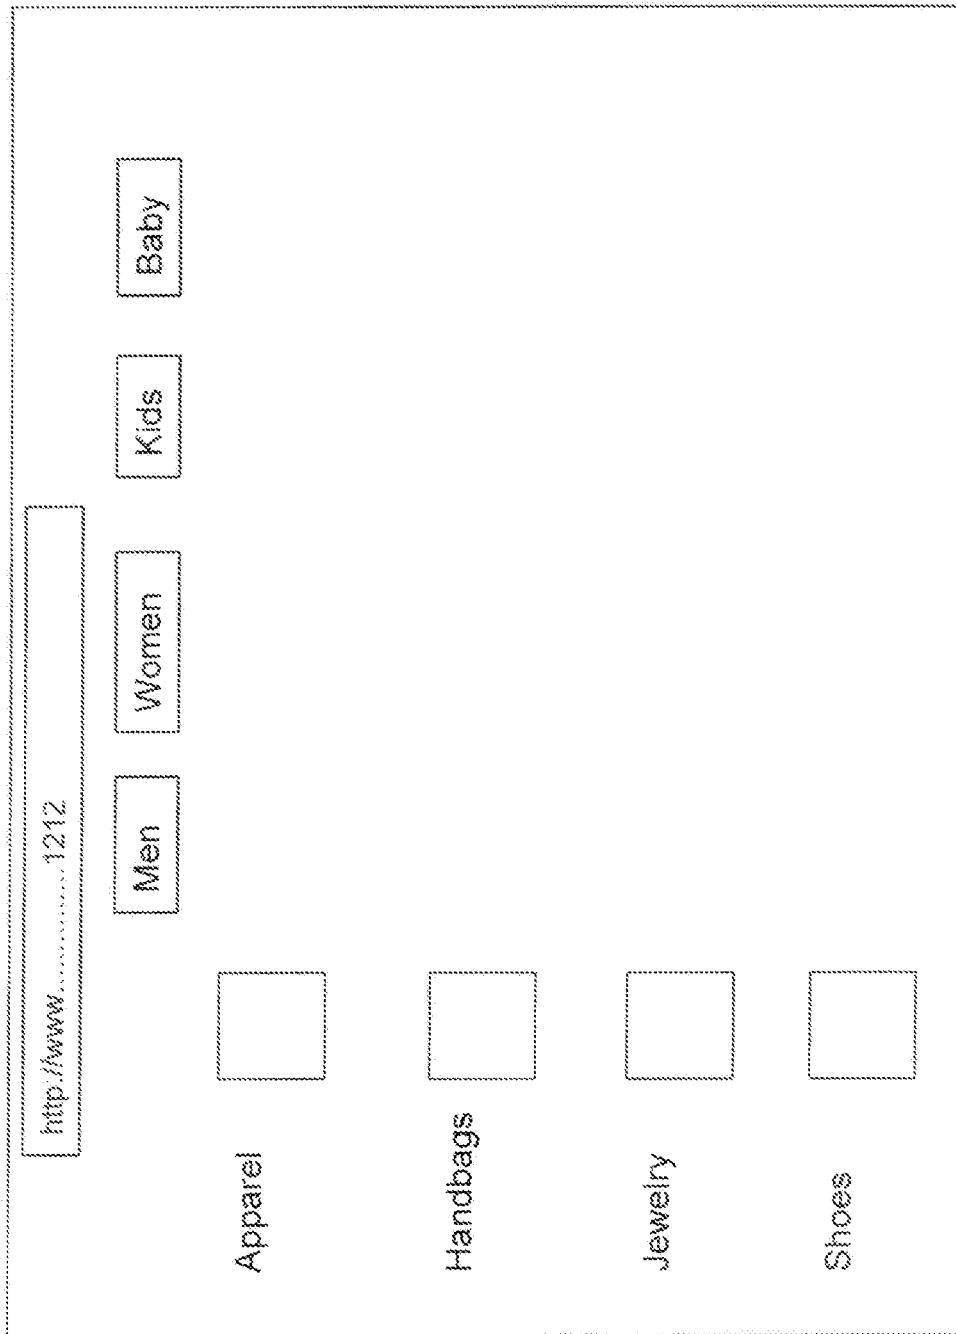 http://www............1212
Men Women Kids Baby
Apparel
Handbags
Jewelry
Shoes